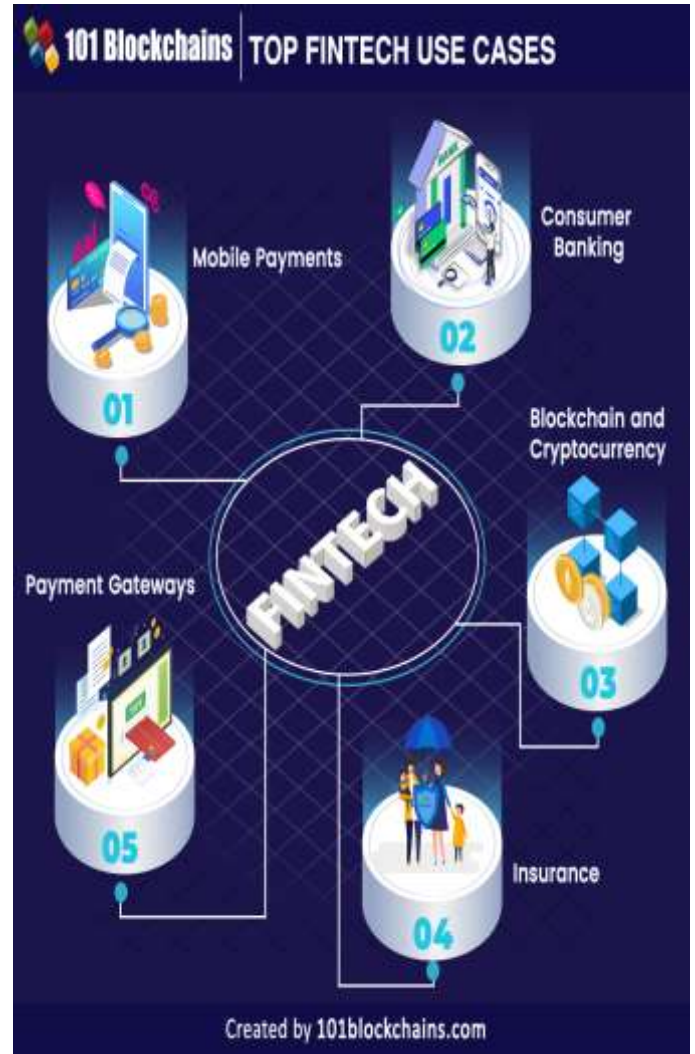 101 Blockchains
TOP FINTECH USE CASES
Mobile Payments
01
BANK
Consumer
Banking
02
Blockchain and
Cryptocurrency
03
FINTECH
Payment Gateways
05
Insurance
04
Created by 101blockchains.com